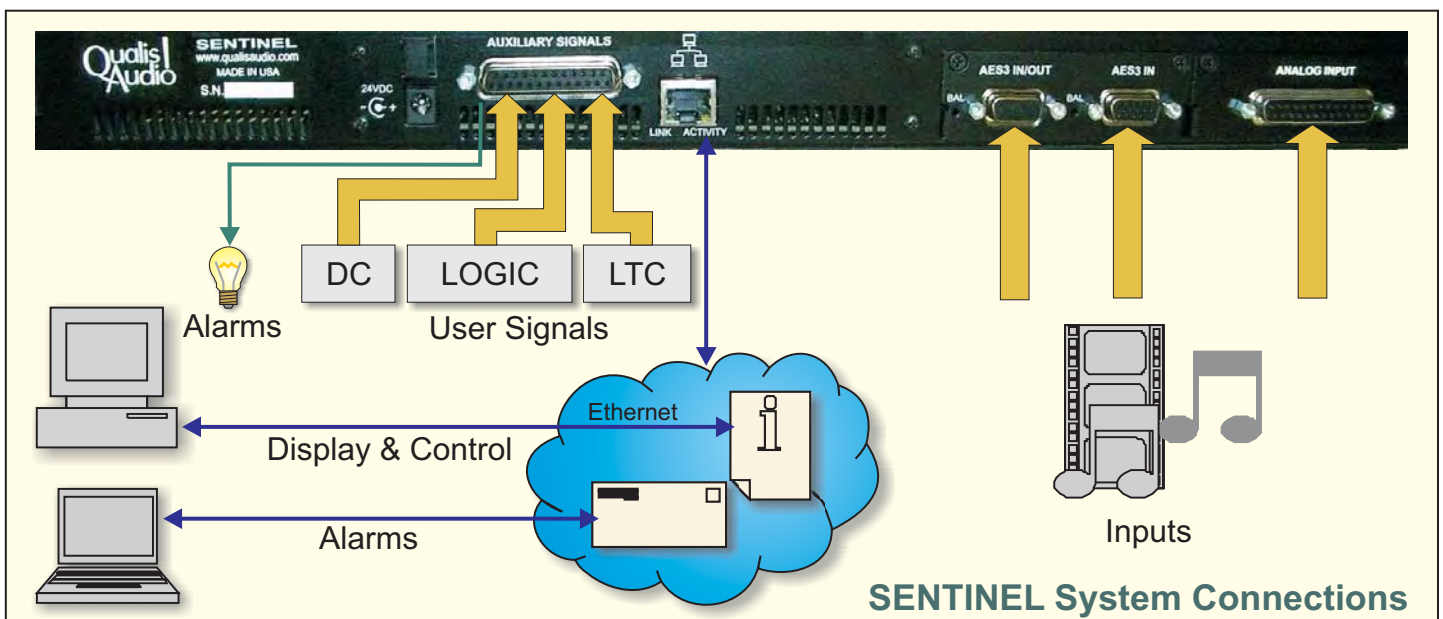 Qualis Audio
SENTINEL
www.qualisaudio.com
MADE IN USA
S.N.
24VDC
- +
AUXILIARY SIGNALS
LINK ACTIVITY
AES3 IN/OUT
BAL
AES3 IN
BAL
ANALOG INPUT
DC
LOGIC
LTC
Alarms
User Signals
Ethernet
Display & Control
Alarms
i
Inputs
SENTINEL System Connections